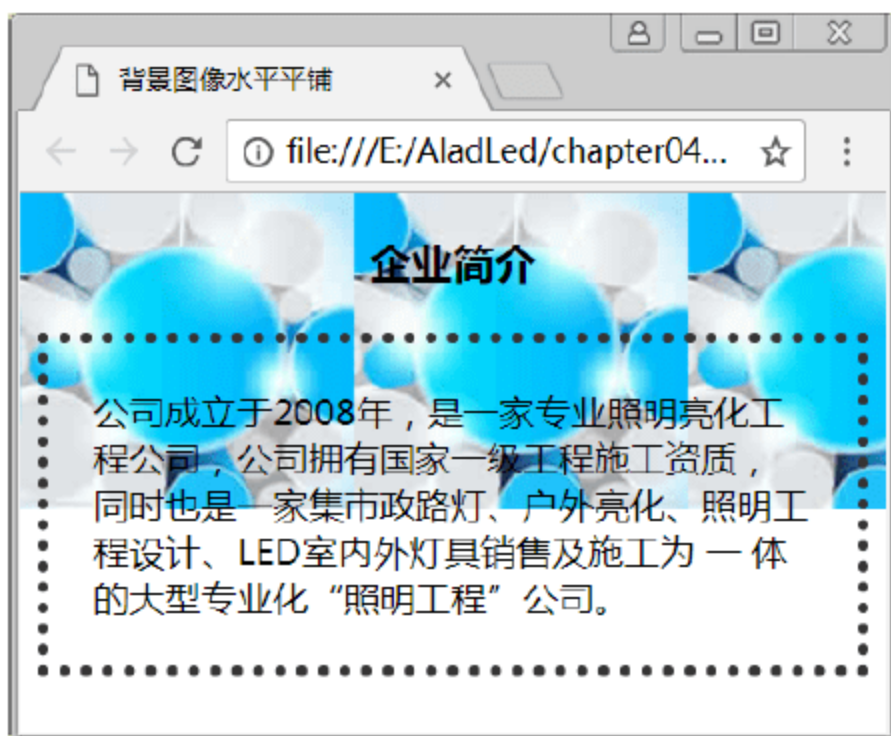 背景图像水平平铺
file:///E:/AladLed/chapter04...
企业简介
公司成立于2008年，是一家专业照明亮化工
程公司，公司拥有国家一级工程施工资质，
同时也是一家集市政路灯、户外亮化、照明工
程设计、LED室内外灯具销售及施工为 一 体
的大型专业化“照明工程”公司。